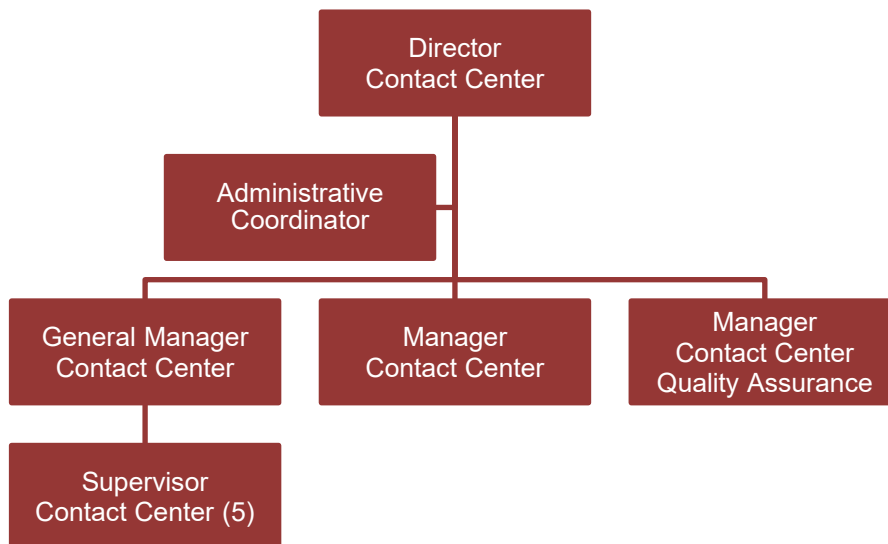 Director
Contact Center
Administrative
Coordinator
General Manager
Contact Center
Manager
Contact Center
Manager
Contact Center
Quality Assurance
Supervisor
Contact Center (5)